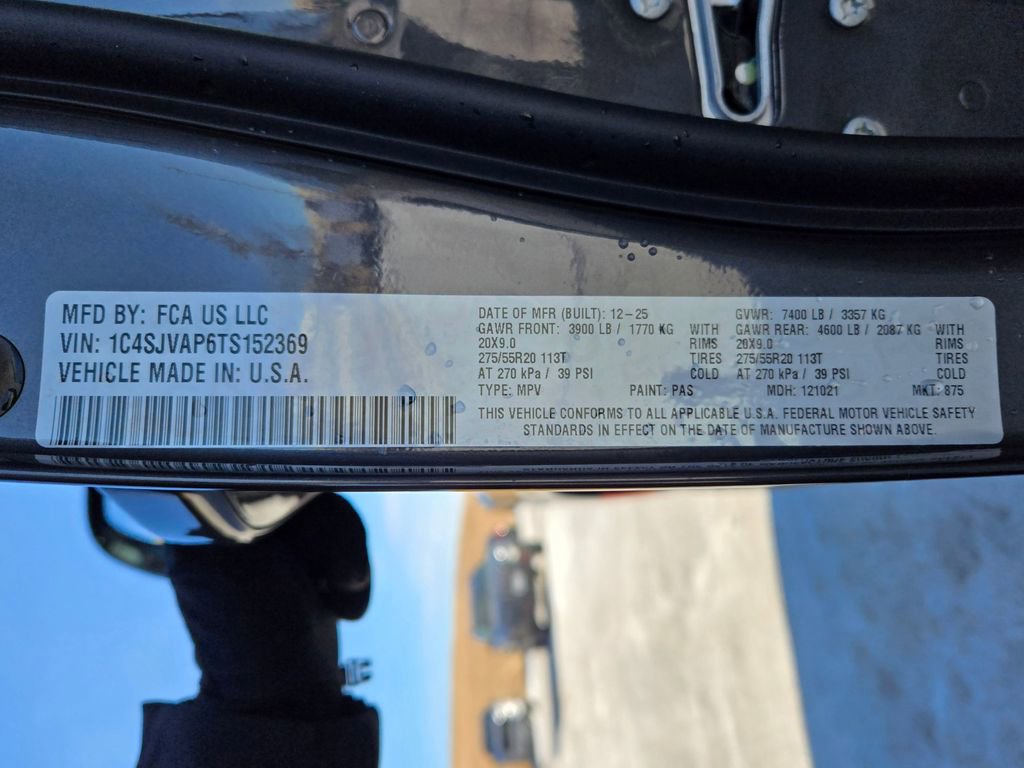 MFD BY: FCA US LLC
VIN: 1C4SJVAP6TS152369
VEHICLE MADE IN: U.S.A.
DATE OF MFR (BUILT): 12-25 GVWR: 7400 LB / 3357 KG
GAWR FRONT: 3900 LB / 1770 KG WITH GAWR REAR: 4600 LB / 2087 KG WITH
20X9.0 RIMS 20X9.0 RIMS
275/55R20 113T TIRES 275/55R20 113T TIRES
AT 270 kPa / 39 PSI COLD AT 270 kPa / 39 PSI COLD
TYPE: MPV PAINT: PAS MDH: 121021 MKT: 875
THIS VEHICLE CONFORMS TO ALL APPLICABLE U.S.A. FEDERAL MOTOR VEHICLE SAFETY
STANDARDS IN EFFECT ON THE DATE OF MANUFACTURE SHOWN ABOVE.